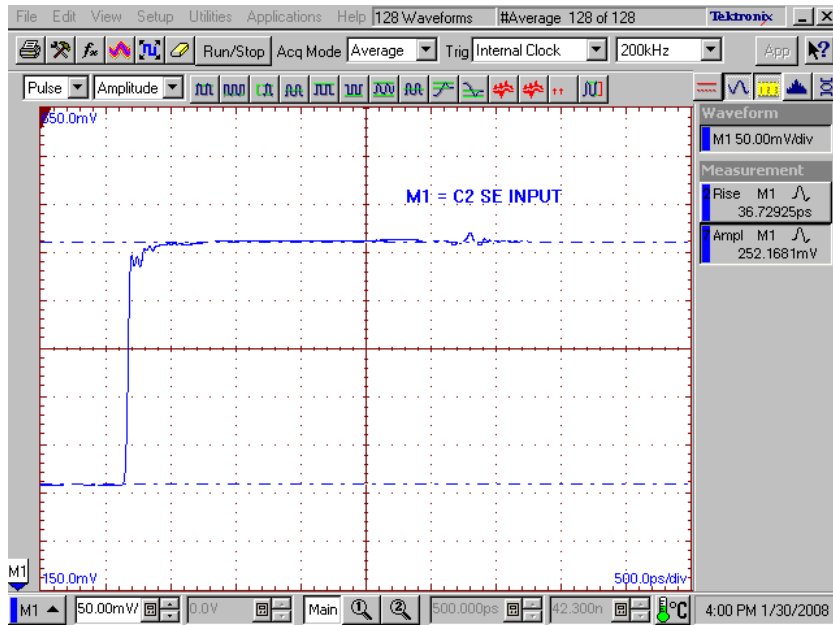 File Edit View Setup Utilities Applications Help 128 Waveforms #Average 128 of 128 Tektronix
Run/Stop Acq Mode Average Trig Internal Clock 200kHz App
Pulse Amplitude
550.0mV
M1 = C2 SE INPUT
150.0mV 500.0ps/div
M1
Waveform
M1 50.00mV/div
Measurement
Rise M1
36.72925ps
Ampl M1
252.1681mV
M1 50.00mV/ 0.0V Main 1 2 500.000ps 42.300n °C 4:00 PM 1/30/2008